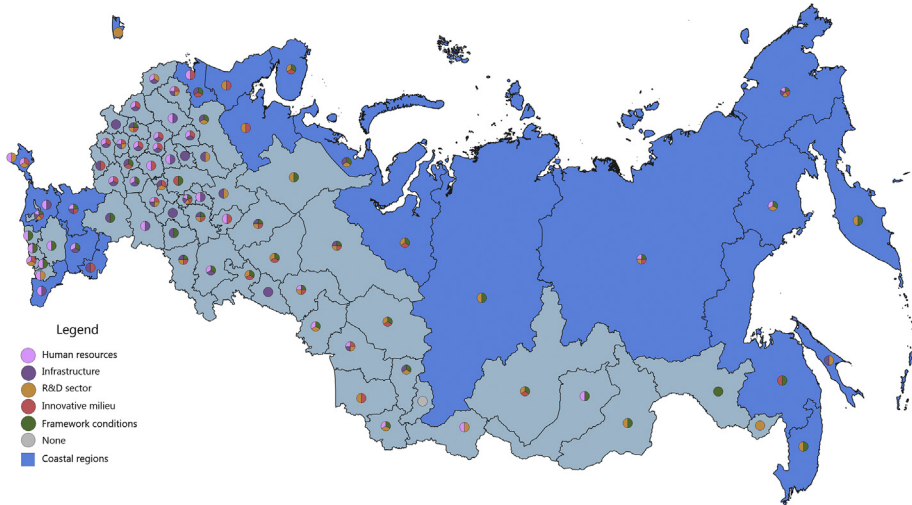 Legend
Human resources
Infrastructure
R&D sector
Innovative milieu
Framework conditions
None
Coastal regions